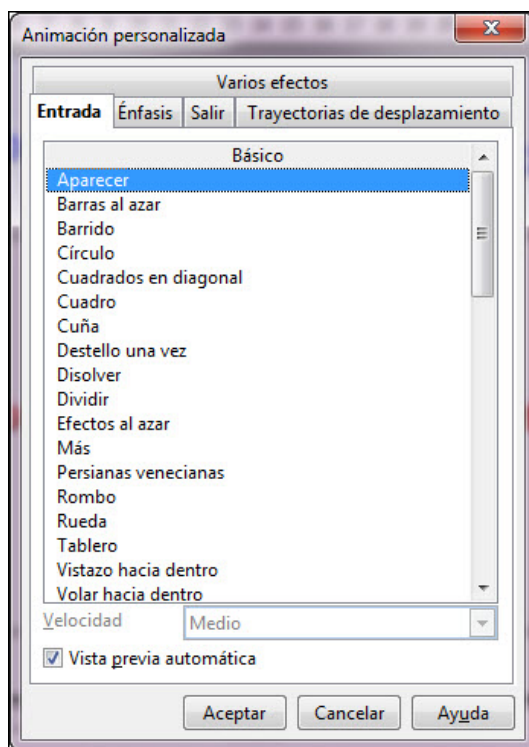 Animación personalizada
Varios efectos
Entrada Énfasis Salir Trayectorias de desplazamiento
Básico
Aparecer
Barras al azar
Barrido
Círculo
Cuadrados en diagonal
Cuadro
Cuña
Destello una vez
Disolver
Dividir
Efectos al azar
Más
Persianas venecianas
Rombo
Rueda
Tablero
Vistazo hacia dentro
Volar hacia dentro
Velocidad Medio
Vista previa automática
Aceptar Cancelar Ayuda